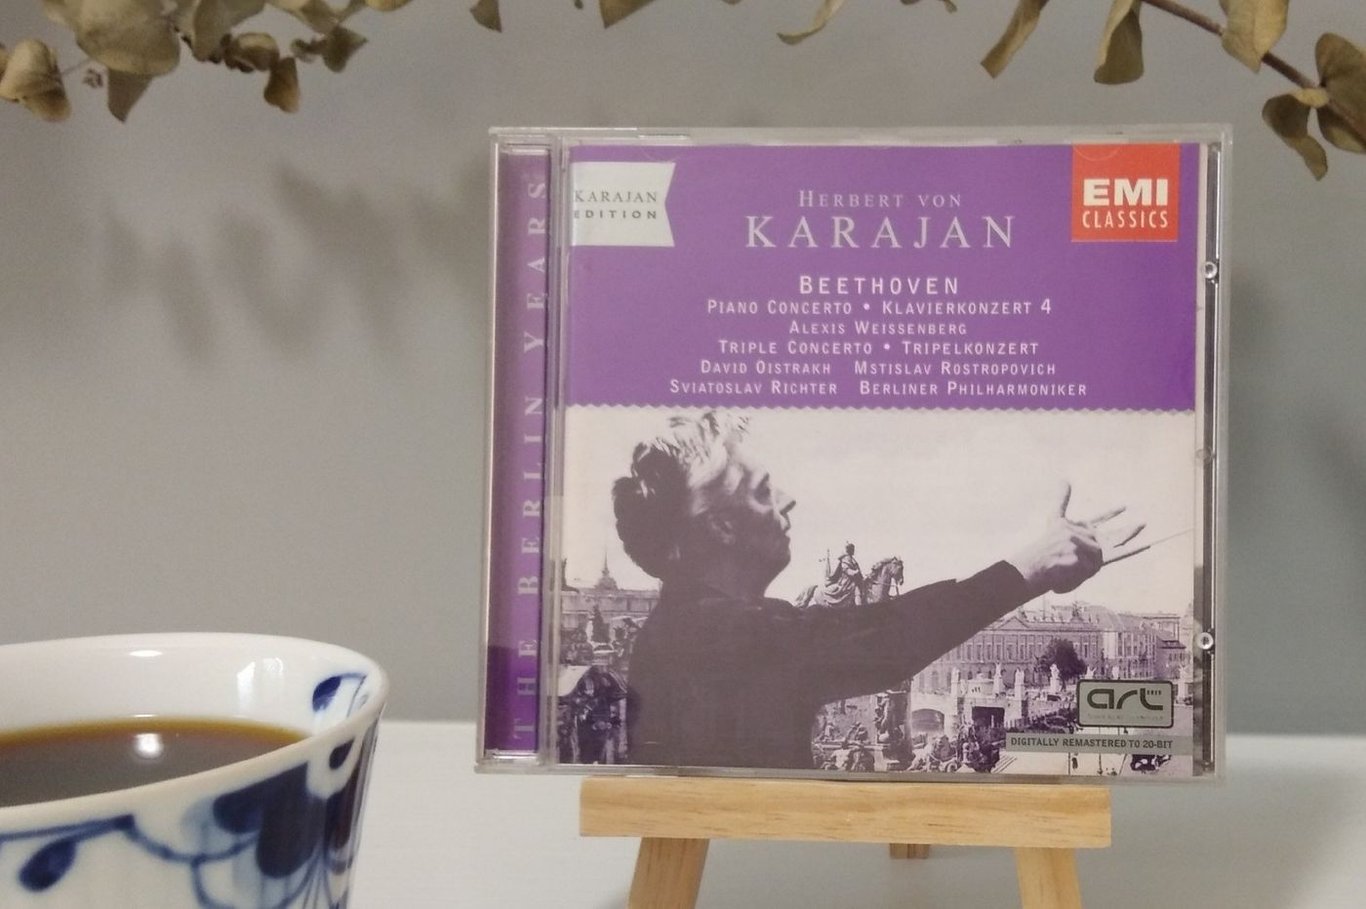 THE BERLIN YEARS
KARAJAN
EDITION
HERBERT VON
KARAJAN
EMI
CLASSICS
BEETHOVEN
PIANO CONCERTO • KLAVIERKONZERT 4
ALEXIS WEISSENBERG
TRIPLE CONCERTO • TRIPELKONZERT
DAVID OISTRAKH MSTISLAV ROSTROPOVICH
SVIATOSLAV RICHTER BERLINER PHILHARMONIKER
art
DIGITALLY REMASTERED TO 20-BIT